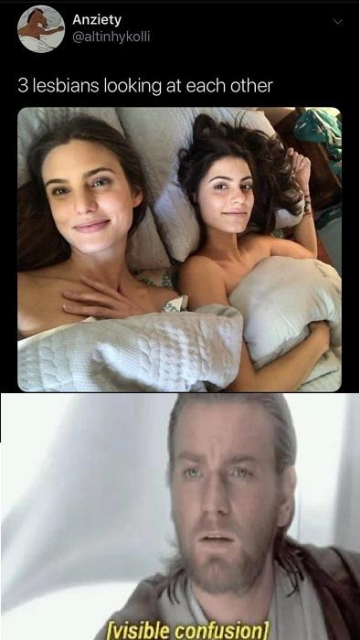 Anziety
@altinhykolli
3 lesbians looking at each other
[visible confusion]